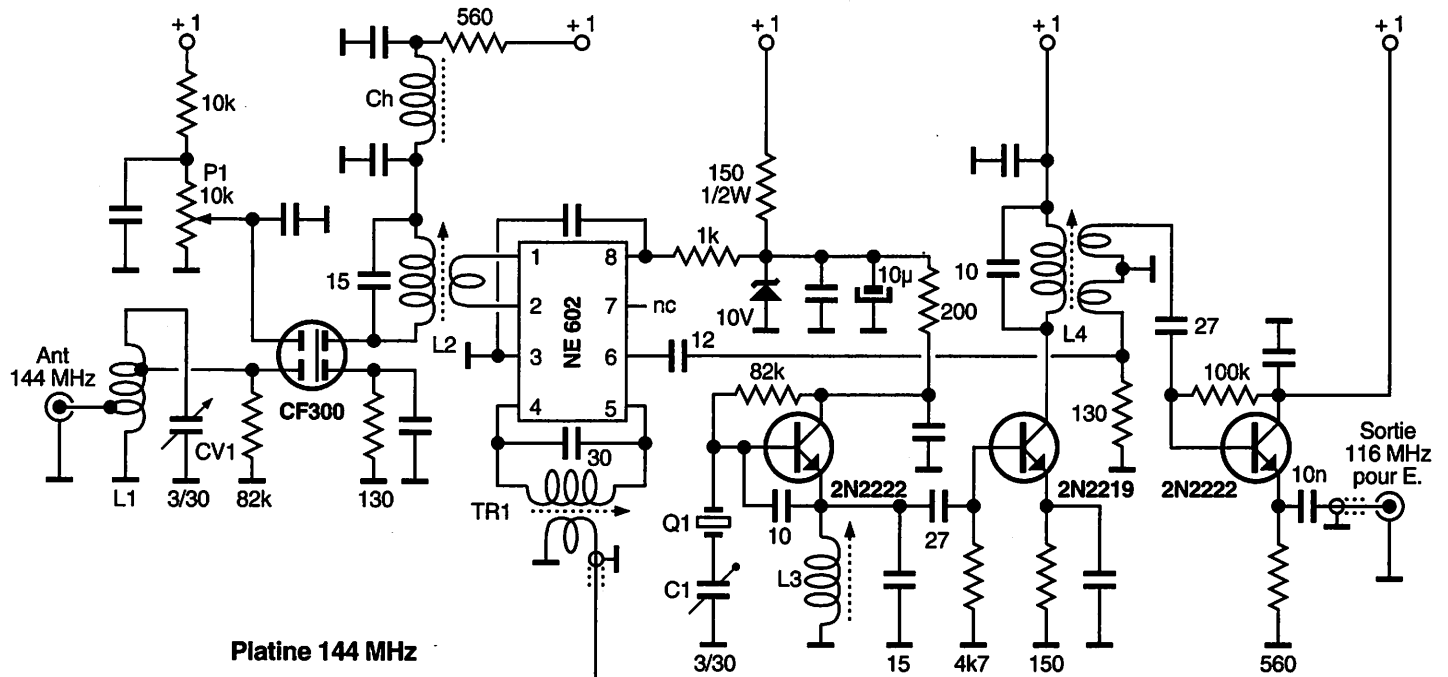 + 1
560
+ 1
+ 1
+ 1
+ 1
10k
Ch
P1
10k
150
1/2W
1k
15
1
8
10µ
10
2
7
nc
10V
200
27
L2
NE 602
L4
Ant
144 MHz
3
6
12
82k
100k
CF300
4
5
130
Sortie
116 MHz
pour E.
CV1
30
2N2222
2N2219
2N2222
10n
L1
3/30
82k
130
TR1
Q1
10
27
C1
L3
Platine 144 MHz
3/30
15
4k7
150
560